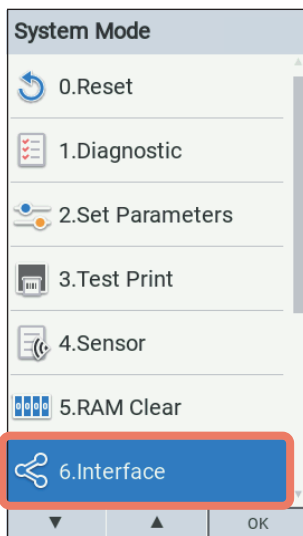 System Mode
0.Reset
1.Diagnostic
2.Set Parameters
3.Test Print
4.Sensor
5.RAM Clear
6.Interface
▼ ▲ OK